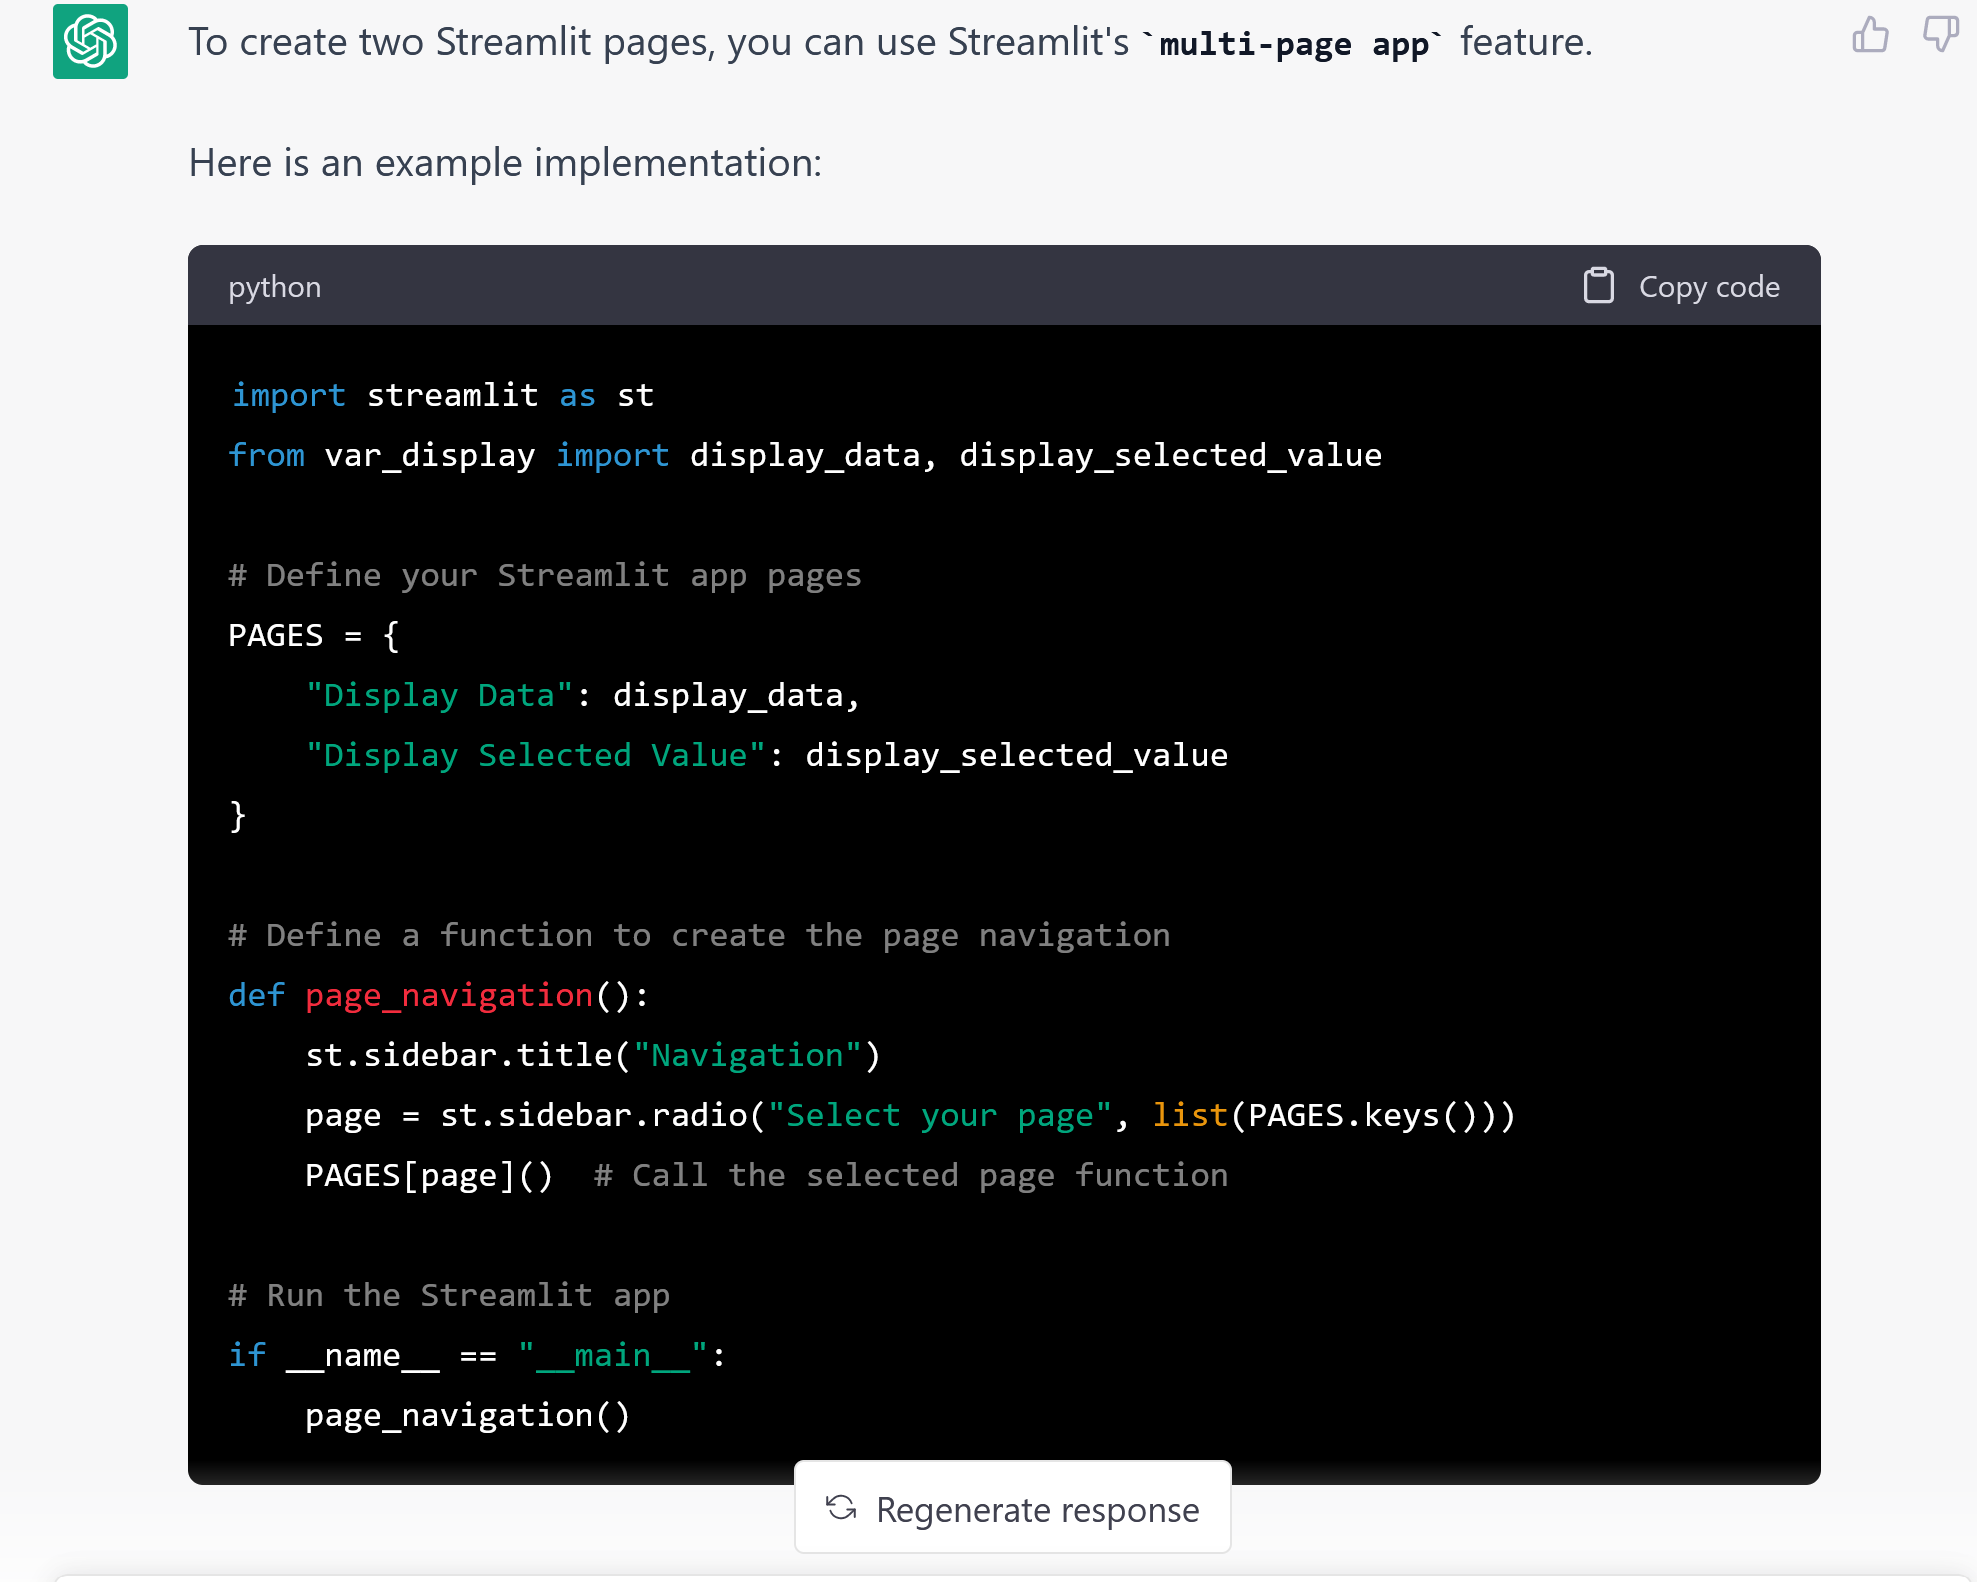 To create two Streamlit pages, you can use Streamlit's `multi-page app` feature.
Here is an example implementation:
python
Copy code
import streamlit as st
from var_display import display_data, display_selected_value
# Define your Streamlit app pages
PAGES = {
    "Display Data": display_data,
    "Display Selected Value": display_selected_value
}
# Define a function to create the page navigation
def page_navigation():
    st.sidebar.title("Navigation")
    page = st.sidebar.radio("Select your page", list(PAGES.keys()))
    PAGES[page]()  # Call the selected page function
# Run the Streamlit app
if __name__ == "__main__":
    page_navigation()
Regenerate response